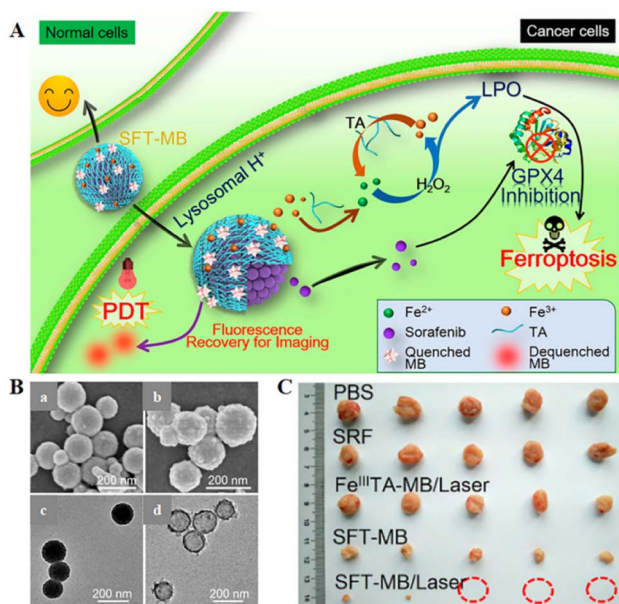 A
Normal cells
Cancer cells
SFT-MB
Lysosomal H⁺
TA
LPO
H₂O₂
GPX4
Inhibition
Ferroptosis
PDT
Fluorescence
Recovery for Imaging
Fe²⁺
Fe³⁺
Sorafenib
TA
Quenched
MB
Dequenched
MB
B
a
200 nm
b
200 nm
c
200 nm
d
200 nm
C
PBS
SRF
FeᴵᴵᴵTA-MB/Laser
SFT-MB
SFT-MB/Laser